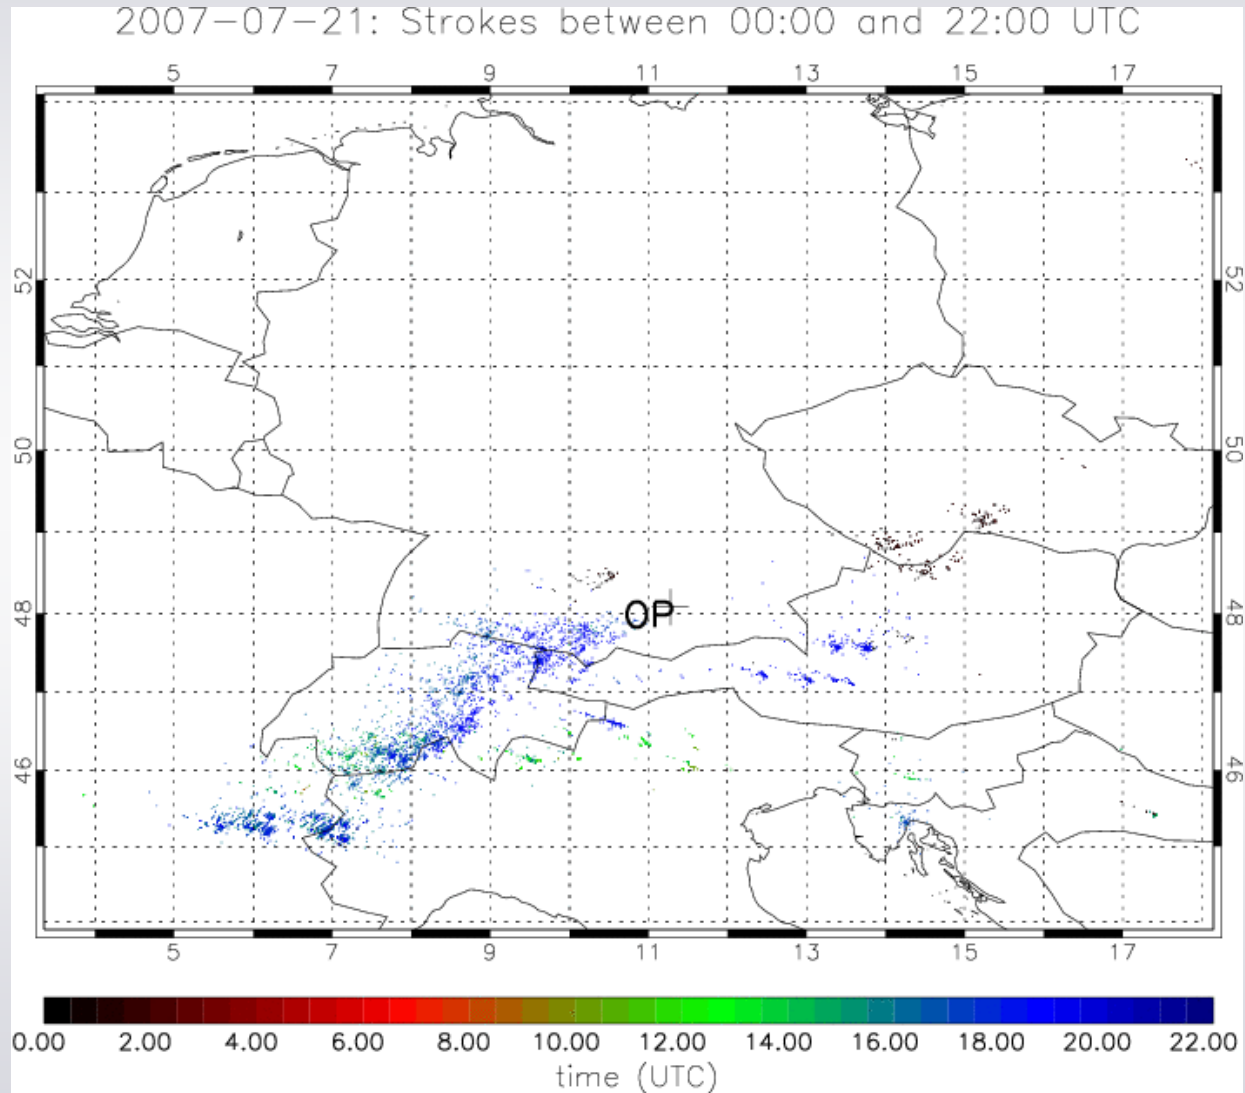 2007-07-21: Strokes between 00:00 and 22:00 UTC
5 7 9 11 13 15 17
52 52
50 50
OP
48 48
46 46
5 7 9 11 13 15 17
0.00 2.00 4.00 6.00 8.00 10.00 12.00 14.00 16.00 18.00 20.00 22.00
time (UTC)